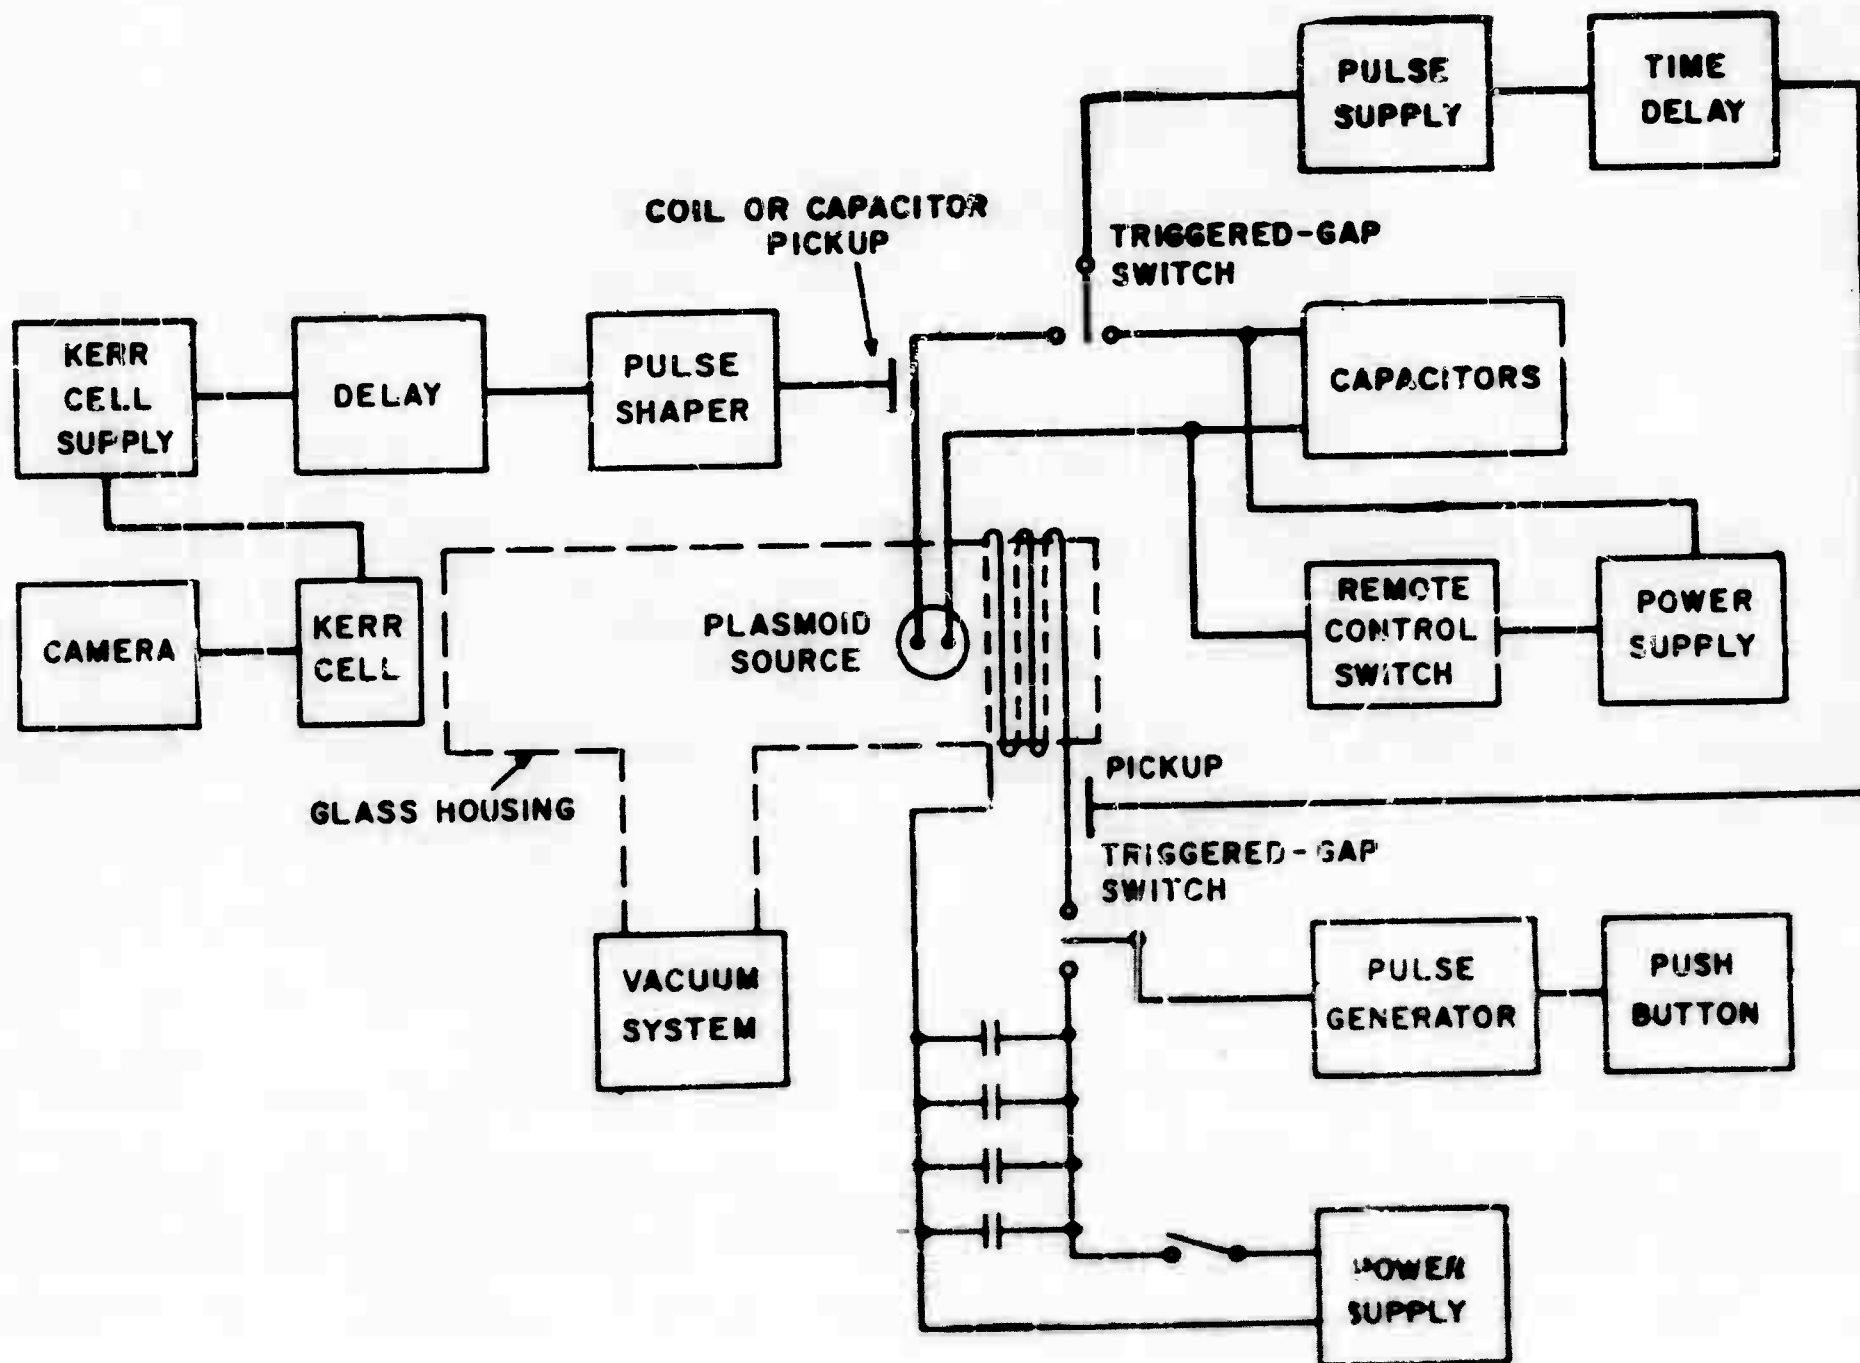 PULSE
SUPPLY
TIME
DELAY
COIL OR CAPACITOR
PICKUP
TRIGGERED-GAP
SWITCH
KERR
CELL
SUPPLY
DELAY
PULSE
SHAPER
CAPACITORS
CAMERA
KERR
CELL
PLASMOID
SOURCE
REMOTE
CONTROL
SWITCH
POWER
SUPPLY
GLASS HOUSING
PICKUP
TRIGGERED-GAP
SWITCH
VACUUM
SYSTEM
PULSE
GENERATOR
PUSH
BUTTON
POWER
SUPPLY